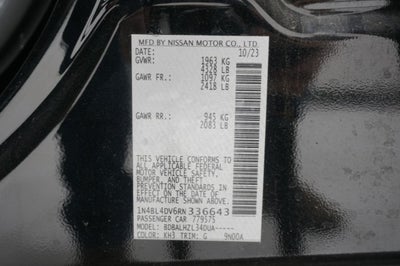 MFD BY NISSAN MOTOR CO., LTD
DATE: 10/23
GVWR: 1963 KG
4328 LB
GAWR FR: 1097 KG
2418 LB
GAWR RR: 945 KG
2083 LB
THIS VEHICLE CONFORMS TO
ALL APPLICABLE FEDERAL
MOTOR VEHICLE SAFETY,
BUMPER, AND THEFT
PREVENTION STANDARDS IN
EFFECT ON THE DATE OF
MANUFACTURE SHOWN ABOVE.
1N4BL4DV6RN336643
PASSENGER CAR 779575
MODEL: BDBALHZL340UA-----
COLOR: KH3 TRIM: G 9N00A